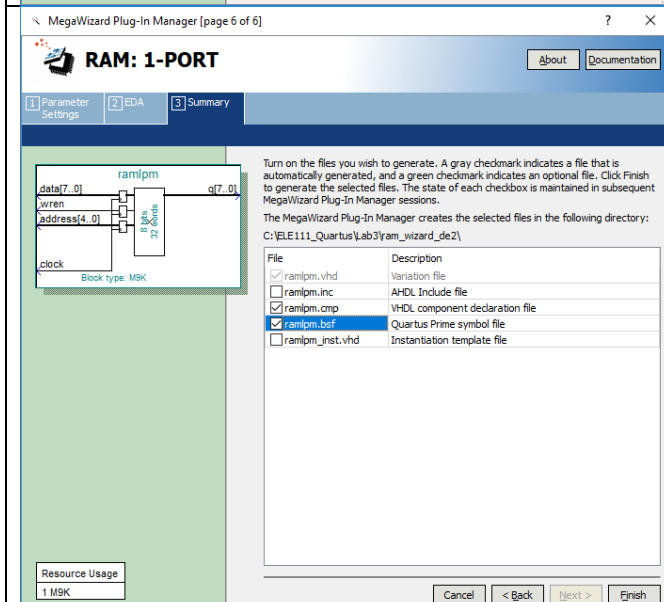 MegaWizard Plug-In Manager [page 6 of 6]
?
RAM: 1-PORT
About
Documentation
1 Parameter Settings
2 EDA
3 Summary
ramlpm
data[7..0]
q[7..0]
wren
address[4..0]
8 bits
32 words
clock
Block type: M9K
Turn on the files you wish to generate. A gray checkmark indicates a file that is
automatically generated, and a green checkmark indicates an optional file. Click Finish
to generate the selected files. The state of each checkbox is maintained in subsequent
MegaWizard Plug-In Manager sessions.
The MegaWizard Plug-In Manager creates the selected files in the following directory:
C:\ELE111_Quartus\Lab3\ram_wizard_de2\
File Description
ramlpm.vhd Variation file
ramlpm.inc AHDL Include file
ramlpm.cmp VHDL component declaration file
ramlpm.bsf Quartus Prime symbol file
ramlpm_inst.vhd Instantiation template file
Resource Usage
1 M9K
Cancel
< Back
Next >
Finish